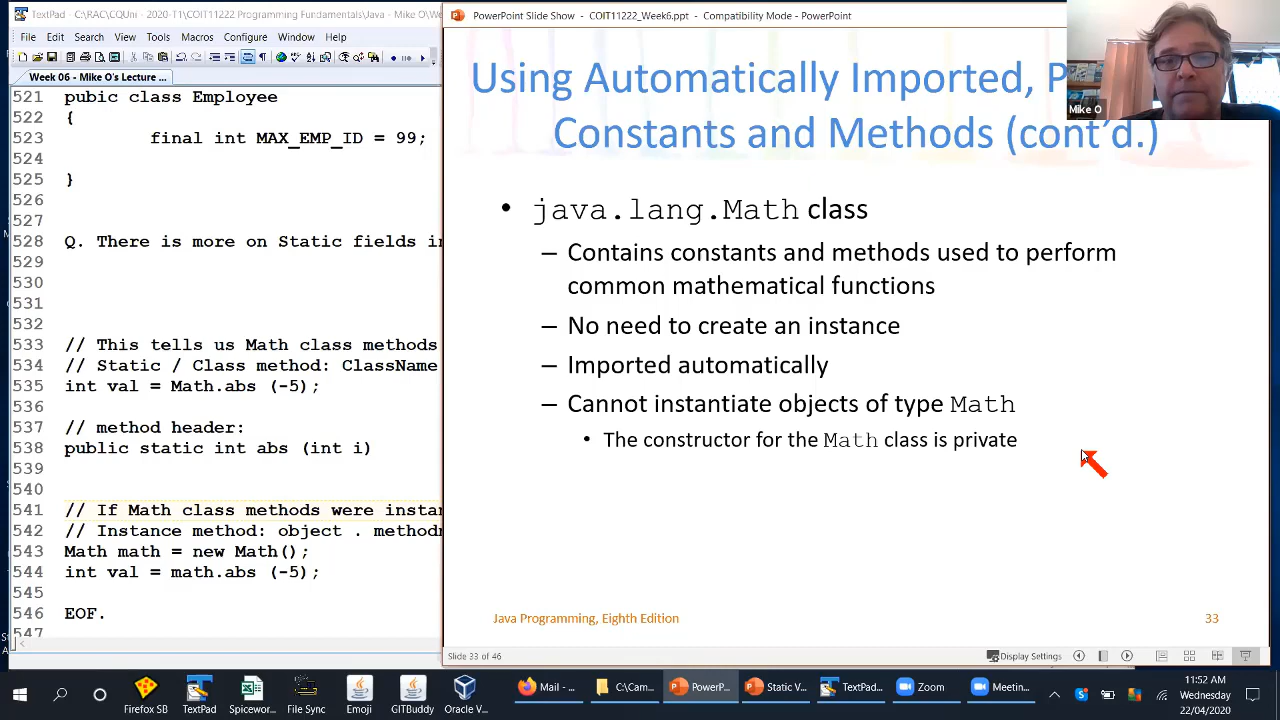 TextPad - C:\RAC\CQUni - 2020-T1\COIT11222 Programming Fundamentals\Java - Mike O's Lecture
File Edit Search View Tools Macros Configure Window Help
Week 06 - Mike O's Lecture ...
521 pubic class Employee
522 {
523 final int MAX_EMP_ID = 99;
524
525 }
526
527
528 Q. There is more on Static fields in
529
530
531
532
533 // This tells us Math class methods
534 // Static / Class method: ClassName
535 int val = Math.abs (-5);
536
537 // method header:
538 public static int abs (int i)
539
540
541 // If Math class methods were instan
542 // Instance method: object . methodn
543 Math math = new Math();
544 int val = math.abs (-5);
545
546 EOF.
547
PowerPoint Slide Show - COIT11222_Week6.ppt - Compatibility Mode - PowerPoint
Using Automatically Imported, P
Constants and Methods (cont'd.)
Mike O
• java.lang.Math class
– Contains constants and methods used to perform
common mathematical functions
– No need to create an instance
– Imported automatically
– Cannot instantiate objects of type Math
• The constructor for the Math class is private
Java Programming, Eighth Edition 33
Slide 33 of 46 Display Settings
Firefox SB TextPad Spicewor... File Sync Emoji GITBuddy Oracle V...
Mail - ... C:\Cam... PowerP... Static V... TextPad... Zoom Meetin...
11:52 AM
Wednesday
22/04/2020